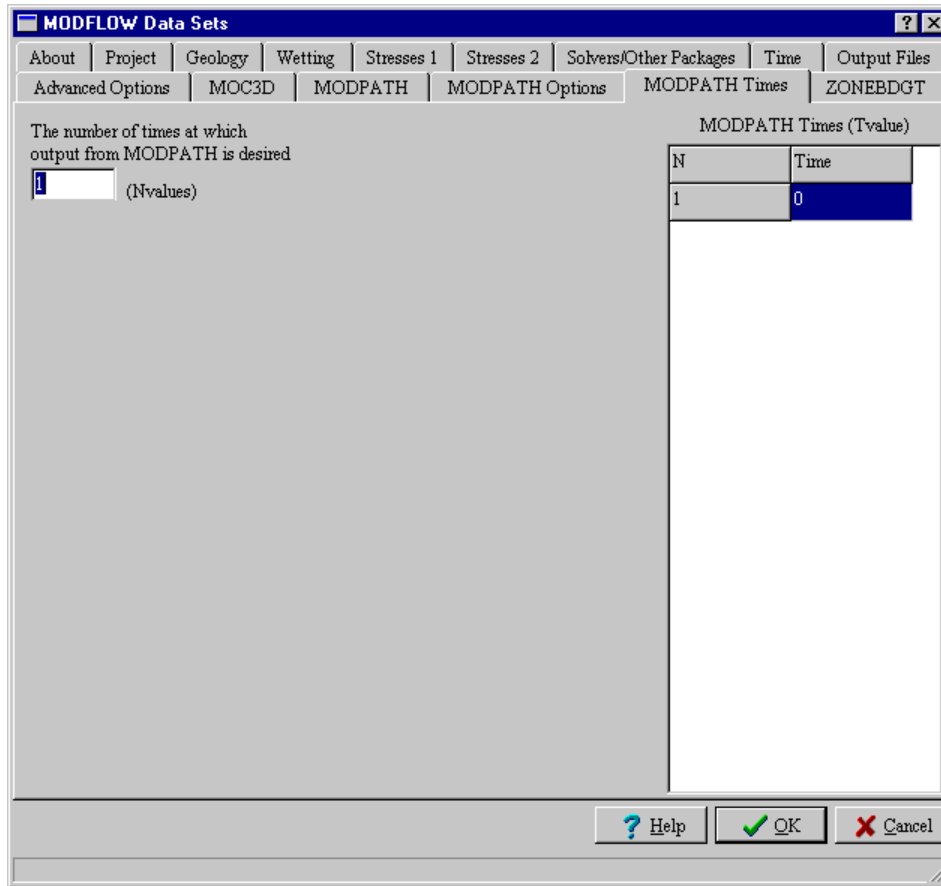 MODFLOW Data Sets
About Project Geology Wetting Stresses 1 Stresses 2 Solvers/Other Packages Time Output Files
Advanced Options MOC3D MODPATH MODPATH Options MODPATH Times ZONEBDGT
The number of times at which
output from MODPATH is desired
1 (Nvalues)
MODPATH Times (Tvalue)
N Time
1 0
? Help OK Cancel